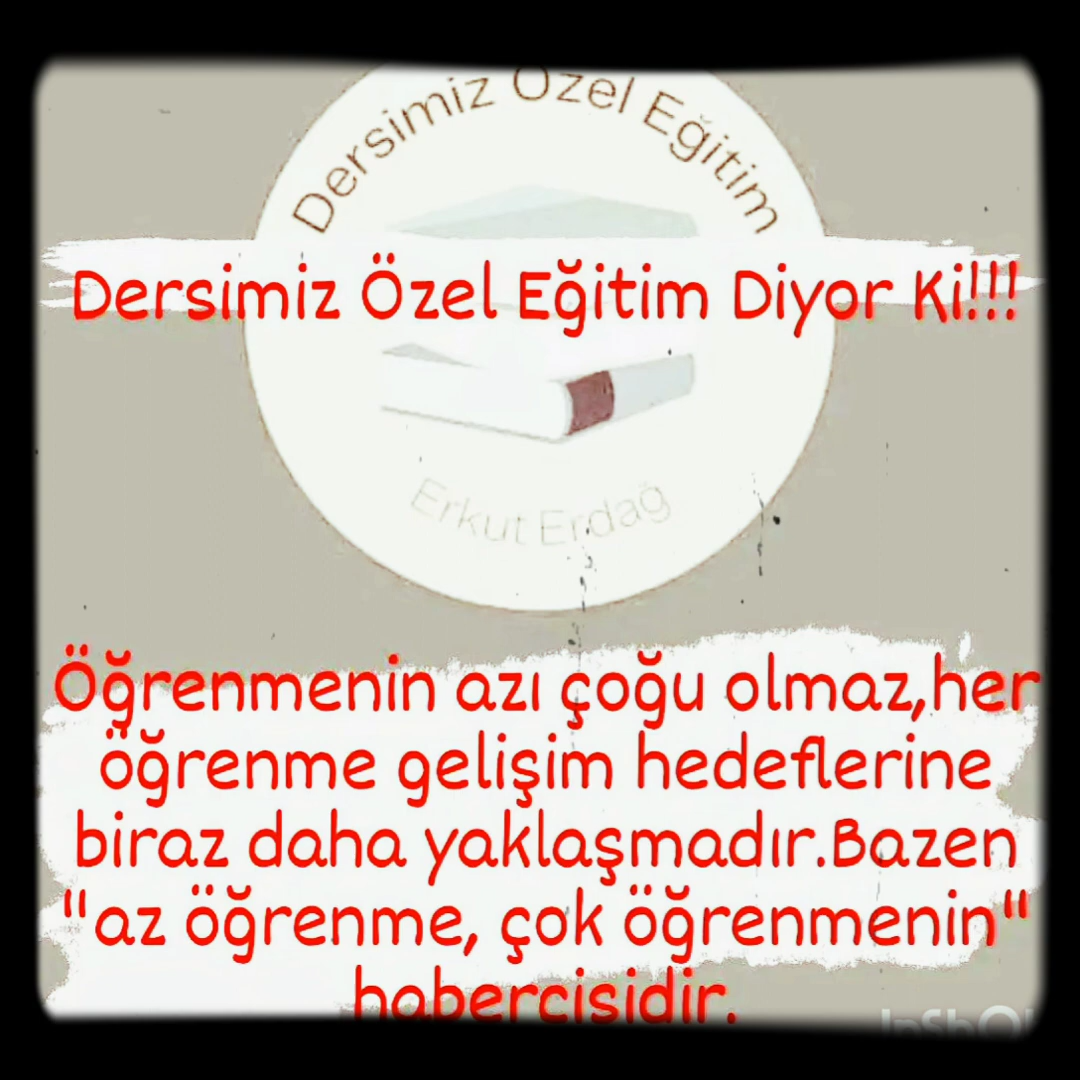 Dersimiz Özel Eğitim
Dersimiz Özel Eğitim Diyor Ki!!!
Erkut Erdağ
Öğrenmenin azı çoğu olmaz,her
öğrenme gelişim hedeflerine
biraz daha yaklaşmadır.Bazen
"az öğrenme, çok öğrenmenin"
habercisidir.